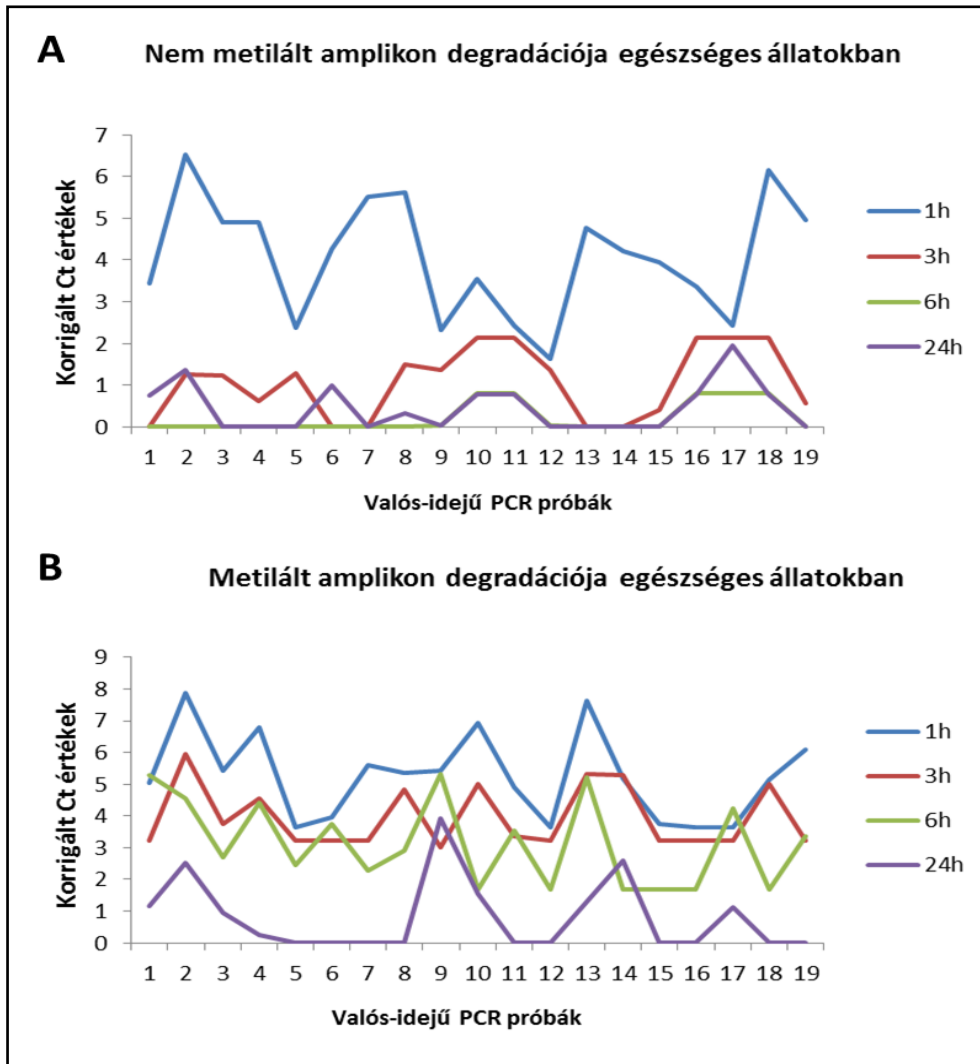 A
Nem metilált amplikon degradációja egészséges állatokban
Korrigált Ct értékek
7
6
5
4
3
2
1
0
1 2 3 4 5 6 7 8 9 10 11 12 13 14 15 16 17 18 19
Valós-idejű PCR próbák
1h
3h
6h
24h
B
Metilált amplikon degradációja egészséges állatokban
Korrigált Ct értékek
9
8
7
6
5
4
3
2
1
0
1 2 3 4 5 6 7 8 9 10 11 12 13 14 15 16 17 18 19
Valós-idejű PCR próbák
1h
3h
6h
24h